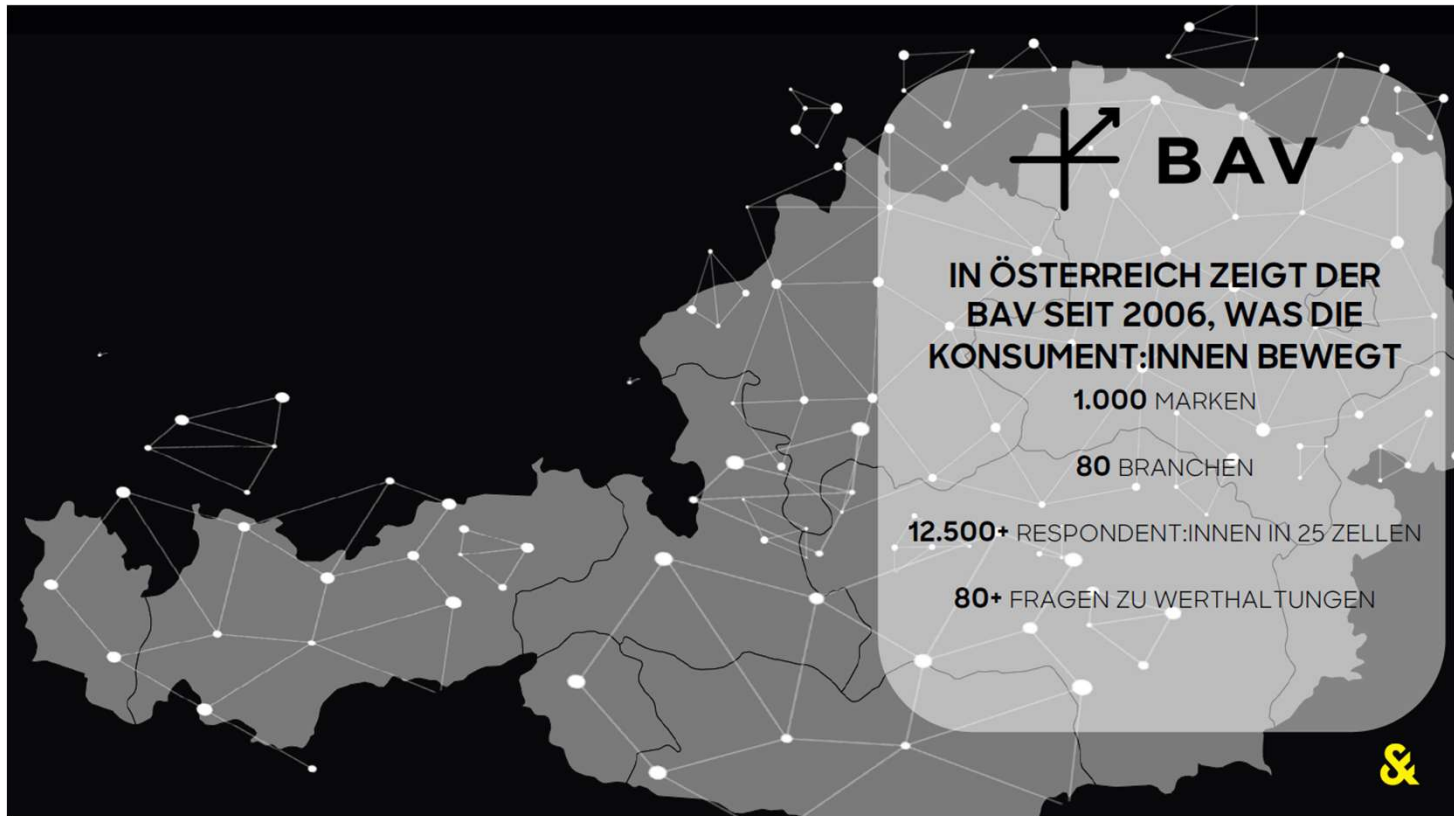 BAV
IN ÖSTERREICH ZEIGT DER
BAV SEIT 2006, WAS DIE
KONSUMENT:INNEN BEWEGT
1.000 MARKEN
80 BRANCHEN
12.500+ RESPONDENT:INNEN IN 25 ZELLEN
80+ FRAGEN ZU WERTHALTUNGEN
&